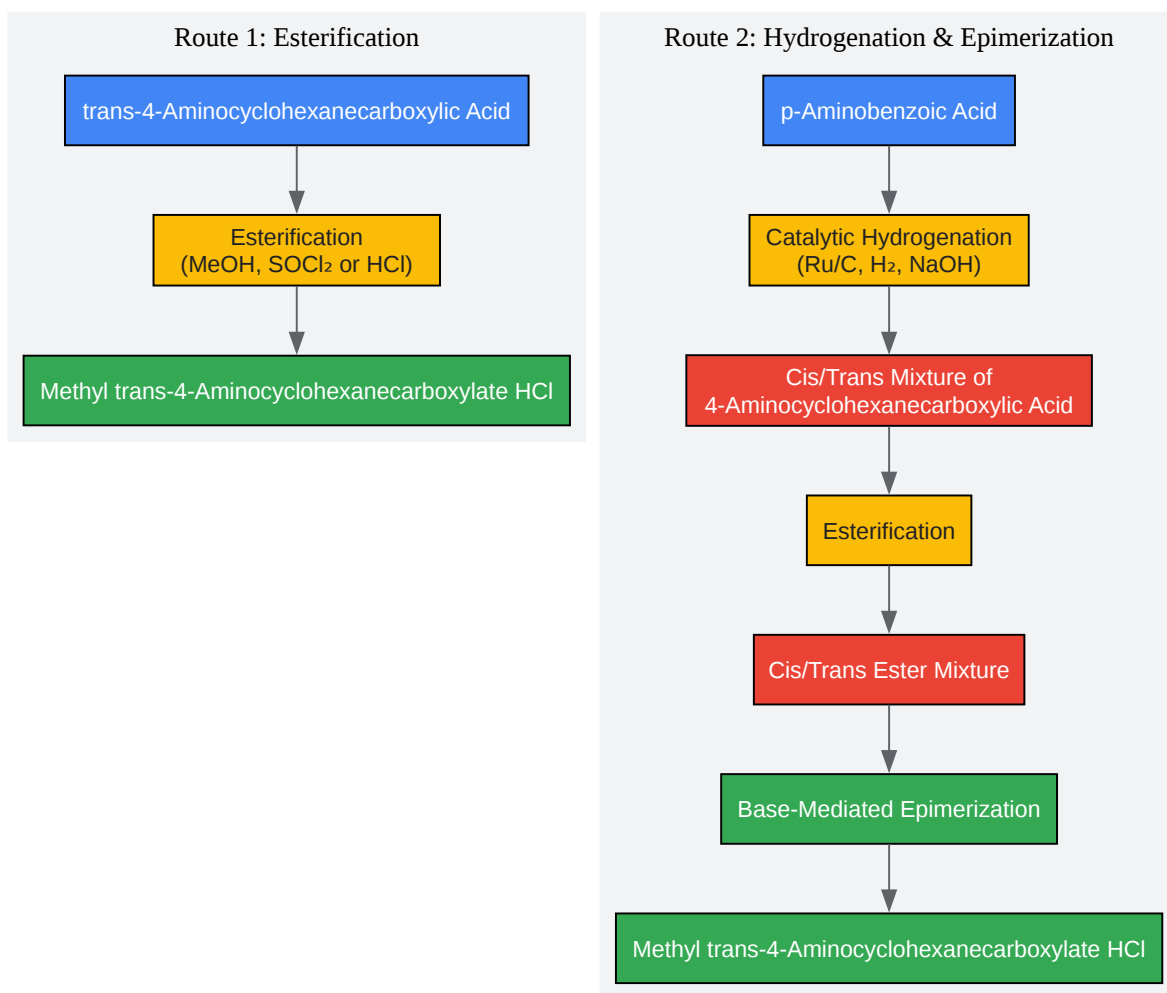 Route 1: Esterification
trans-4-Aminocyclohexanecarboxylic Acid
Esterification
(MeOH, SOCl₂ or HCl)
Methyl trans-4-Aminocyclohexanecarboxylate HCl
Route 2: Hydrogenation & Epimerization
p-Aminobenzoic Acid
Catalytic Hydrogenation
(Ru/C, H₂, NaOH)
Cis/Trans Mixture of
4-Aminocyclohexanecarboxylic Acid
Esterification
Cis/Trans Ester Mixture
Base-Mediated Epimerization
Methyl trans-4-Aminocyclohexanecarboxylate HCl